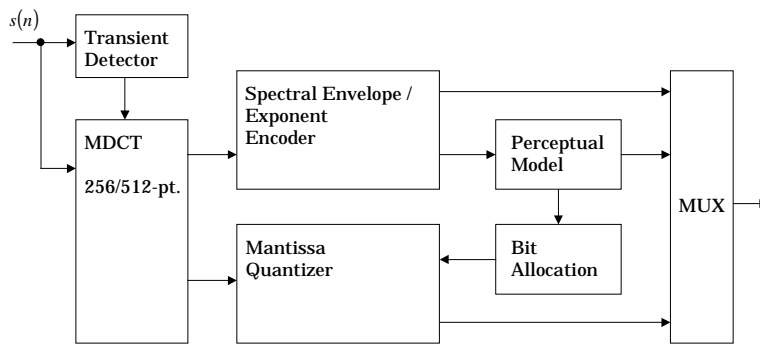 s(n)
Transient
Detector
MDCT
256/512-pt.
Spectral Envelope /
Exponent
Encoder
Perceptual
Model
MUX
Mantissa
Quantizer
Bit
Allocation